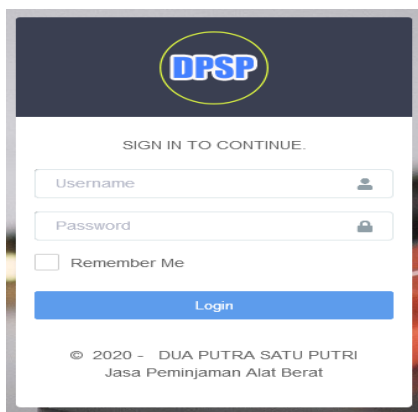 DPSP
SIGN IN TO CONTINUE.
Username
Password
Remember Me
Login
© 2020 - DUA PUTRA SATU PUTRI
Jasa Peminjaman Alat Berat